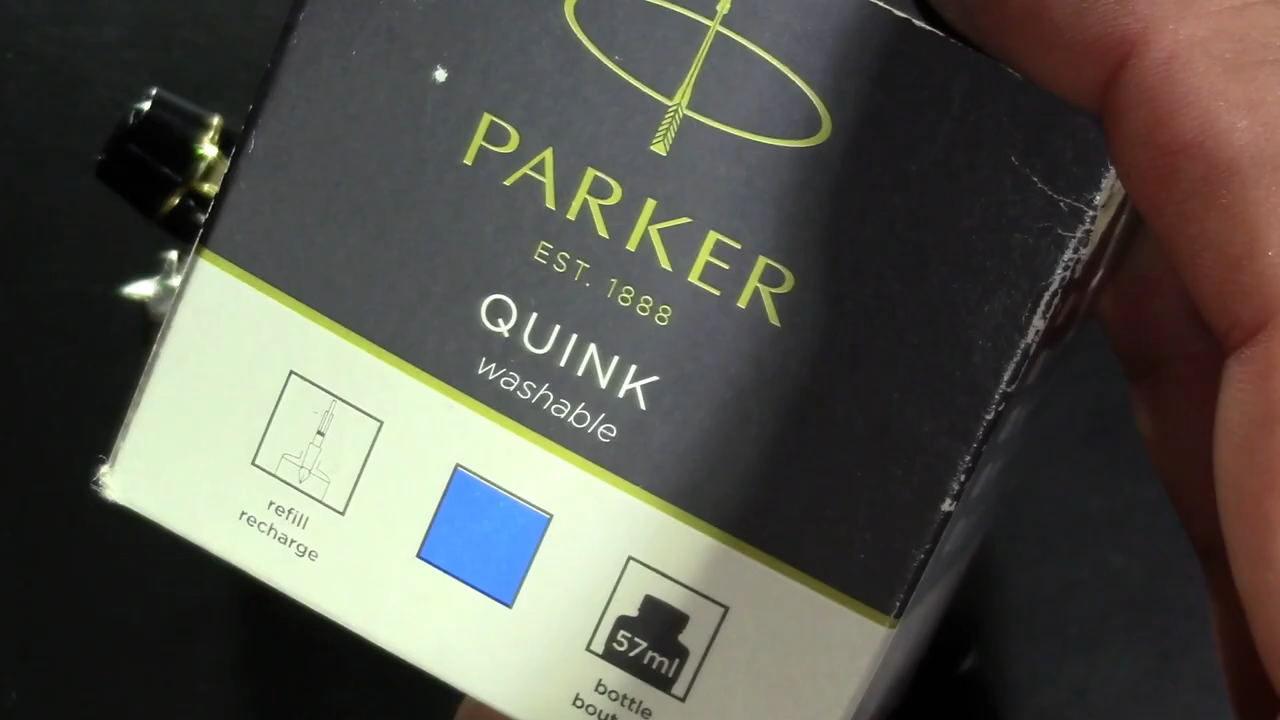 PARKER
EST. 1888
QUINK
washable
refill
recharge
57ml
bottle